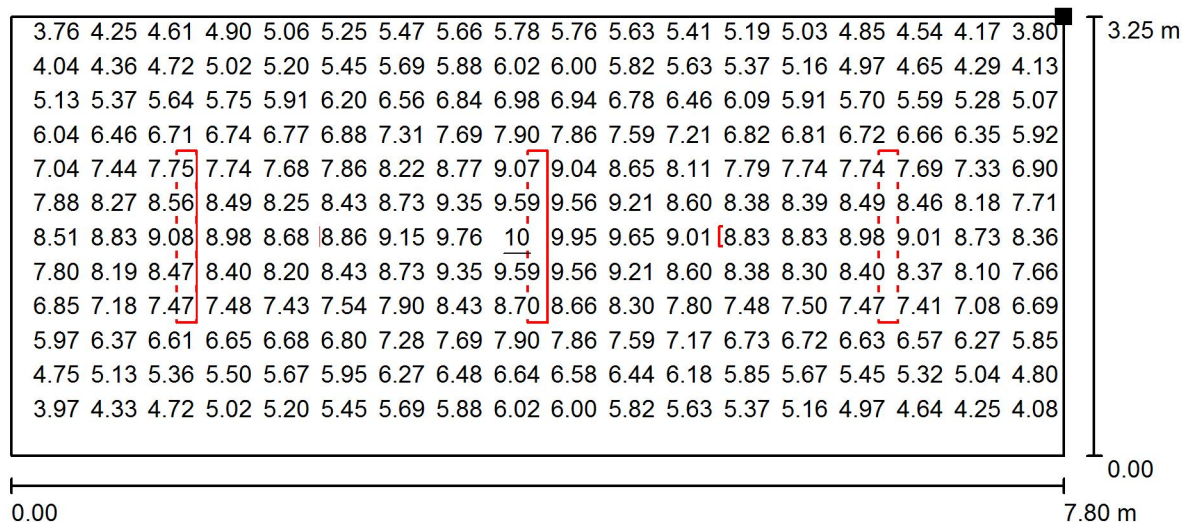 3.76 4.25 4.61 4.90 5.06 5.25 5.47 5.66 5.78 5.76 5.63 5.41 5.19 5.03 4.85 4.54 4.17 3.80
3.25 m
4.04 4.36 4.72 5.02 5.20 5.45 5.69 5.88 6.02 6.00 5.82 5.63 5.37 5.16 4.97 4.65 4.29 4.13
5.13 5.37 5.64 5.75 5.91 6.20 6.56 6.84 6.98 6.94 6.78 6.46 6.09 5.91 5.70 5.59 5.28 5.07
6.04 6.46 6.71 6.74 6.77 6.88 7.31 7.69 7.90 7.86 7.59 7.21 6.82 6.81 6.72 6.66 6.35 5.92
7.04 7.44 7.75 7.74 7.68 7.86 8.22 8.77 9.07 9.04 8.65 8.11 7.79 7.74 7.74 7.69 7.33 6.90
7.88 8.27 8.56 8.49 8.25 8.43 8.73 9.35 9.59 9.56 9.21 8.60 8.38 8.39 8.49 8.46 8.18 7.71
8.51 8.83 9.08 8.98 8.68 8.86 9.15 9.76 10 9.95 9.65 9.01 8.83 8.83 8.98 9.01 8.73 8.36
7.80 8.19 8.47 8.40 8.20 8.43 8.73 9.35 9.59 9.56 9.21 8.60 8.38 8.30 8.40 8.37 8.10 7.66
6.85 7.18 7.47 7.48 7.43 7.54 7.90 8.43 8.70 8.66 8.30 7.80 7.48 7.50 7.47 7.41 7.08 6.69
5.97 6.37 6.61 6.65 6.68 6.80 7.28 7.69 7.90 7.86 7.59 7.17 6.73 6.72 6.63 6.57 6.27 5.85
4.75 5.13 5.36 5.50 5.67 5.95 6.27 6.48 6.64 6.58 6.44 6.18 5.85 5.67 5.45 5.32 5.04 4.80
3.97 4.33 4.72 5.02 5.20 5.45 5.69 5.88 6.02 6.00 5.82 5.63 5.37 5.16 4.97 4.64 4.25 4.08
0.00
0.00
7.80 m